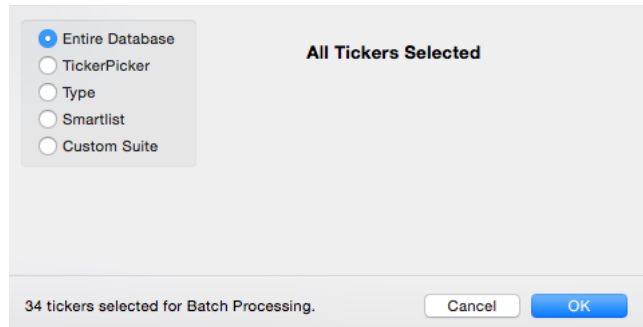 Entire Database
TickerPicker
Type
Smartlist
Custom Suite
All Tickers Selected
34 tickers selected for Batch Processing.
Cancel
OK